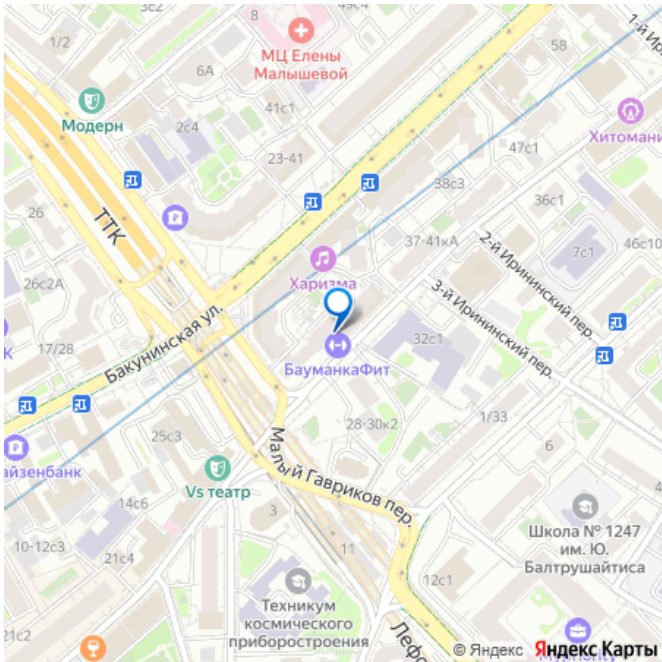 3с2
8
1/2
МЦ Елены
Малышевой
6А
58
1-й Ири
Модерн
41с1
2с4
Хитомани
23-41
47с1
38с3
36с1
26
ТТК
37-41кА
2-й Ирининский пер.
7с1
46с10
26с2А
Харизма
3-й Ирининский пер.
Бакунинская ул.
32с1
К
17/28
БауманкаФит
1/33
28-30к2
25с3
6
айзенбанк
Vs театр
Малый Гавриков пер.
14с6
3
Школа № 1247
им. Ю.
Балтрушайтиса
10-12с3
11
21с4
12с1
Техникум
космического
приборостроения
21с2
Лефо
© Яндекс Яндекс Карты